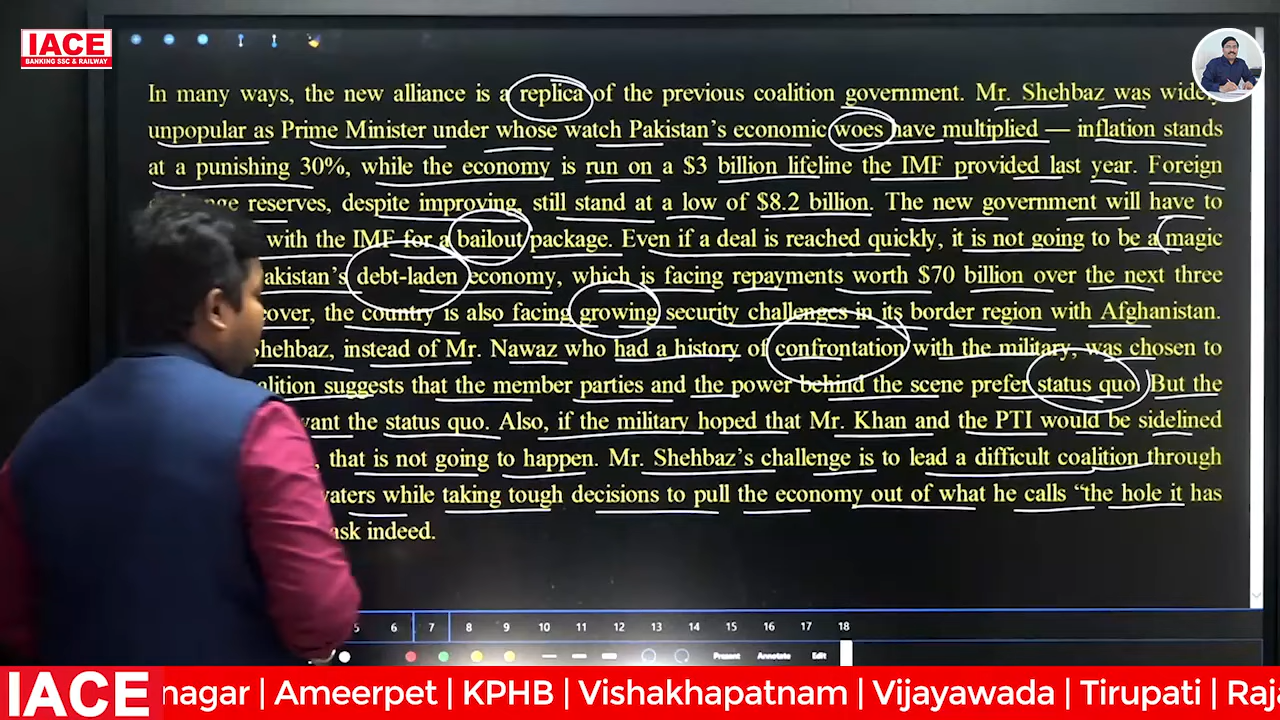 IACE
BANKING SSC & RAILWAY
In many ways, the new alliance is a replica of the previous coalition government. Mr. Shehbaz was widely
unpopular as Prime Minister under whose watch Pakistan's economic woes have multiplied — inflation stands
at a punishing 30%, while the economy is run on a $3 billion lifeline the IMF provided last year. Foreign
reserves, despite improving, still stand at a low of $8.2 billion. The new government will have to
with the IMF for a bailout package. Even if a deal is reached quickly, it is not going to be a magic
akistan's debt-laden economy, which is facing repayments worth $70 billion over the next three
over, the country is also facing growing security challenges in its border region with Afghanistan.
Shehbaz, instead of Mr. Nawaz who had a history of confrontation with the military, was chosen to
alition suggests that the member parties and the power behind the scene prefer status quo. But the
vant the status quo. Also, if the military hoped that Mr. Khan and the PTI would be sidelined
, that is not going to happen. Mr. Shehbaz's challenge is to lead a difficult coalition through
vaters while taking tough decisions to pull the economy out of what he calls “the hole it has
ask indeed.
5 6 7 8 9 10 11 12 13 14 15 16 17 18
Present Annotate Edit
IACE nagar | Ameerpet | KPHB | Vishakhapatnam | Vijayawada | Tirupati | Raja